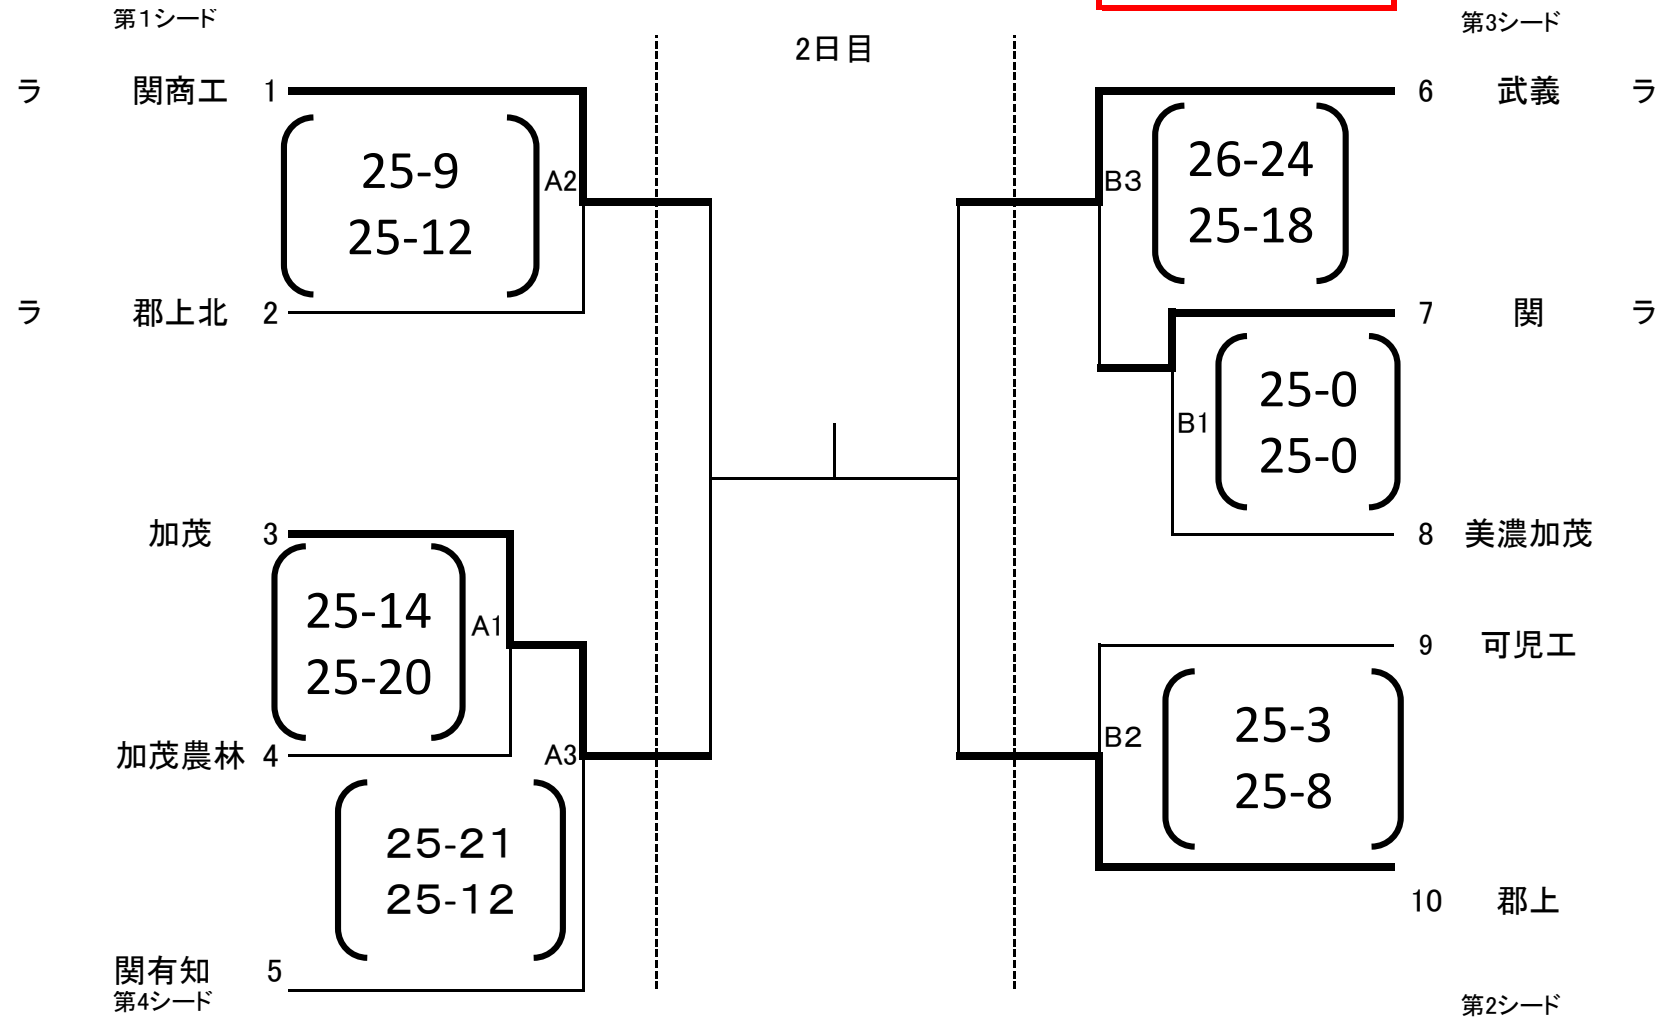 第1シード
第3シード
2日目
ラ 関商工 1
6 武義 ラ
25-9
25-12
A2
B3
26-24
25-18
ラ 郡上北 2
7 関 ラ
25-0
25-0
B1
加茂 3
8 美濃加茂
25-14
25-20
A1
9 可児工
加茂農林 4
A3
B2
25-3
25-8
25-21
25-12
10 郡上
関有知 5
第4シード
第2シード